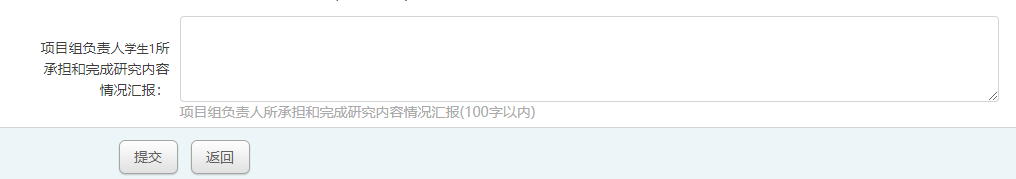 项目组负责人学生1所
承担和完成研究内容
情况汇报：
项目组负责人所承担和完成研究内容情况汇报(100字以内)
提交 返回